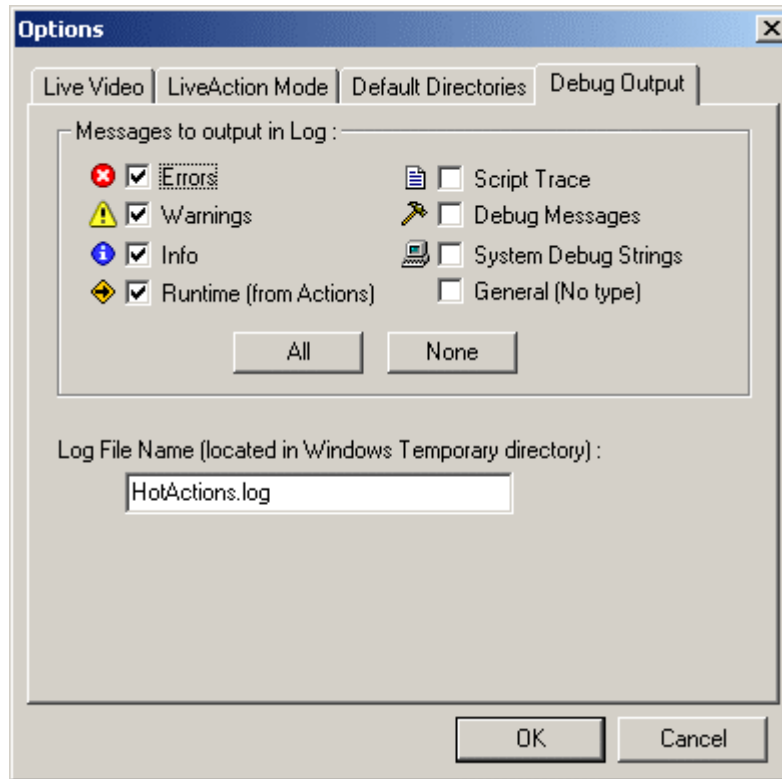 Options
Live Video
LiveAction Mode
Default Directories
Debug Output
Messages to output in Log :
Errors
Warnings
Info
Runtime (from Actions)
Script Trace
Debug Messages
System Debug Strings
General (No type)
All
None
Log File Name (located in Windows Temporary directory) :
HotActions.log
OK
Cancel